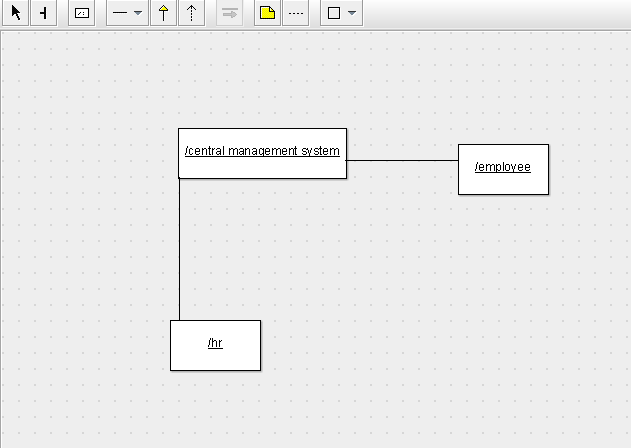 /central management system
/employee
/hr